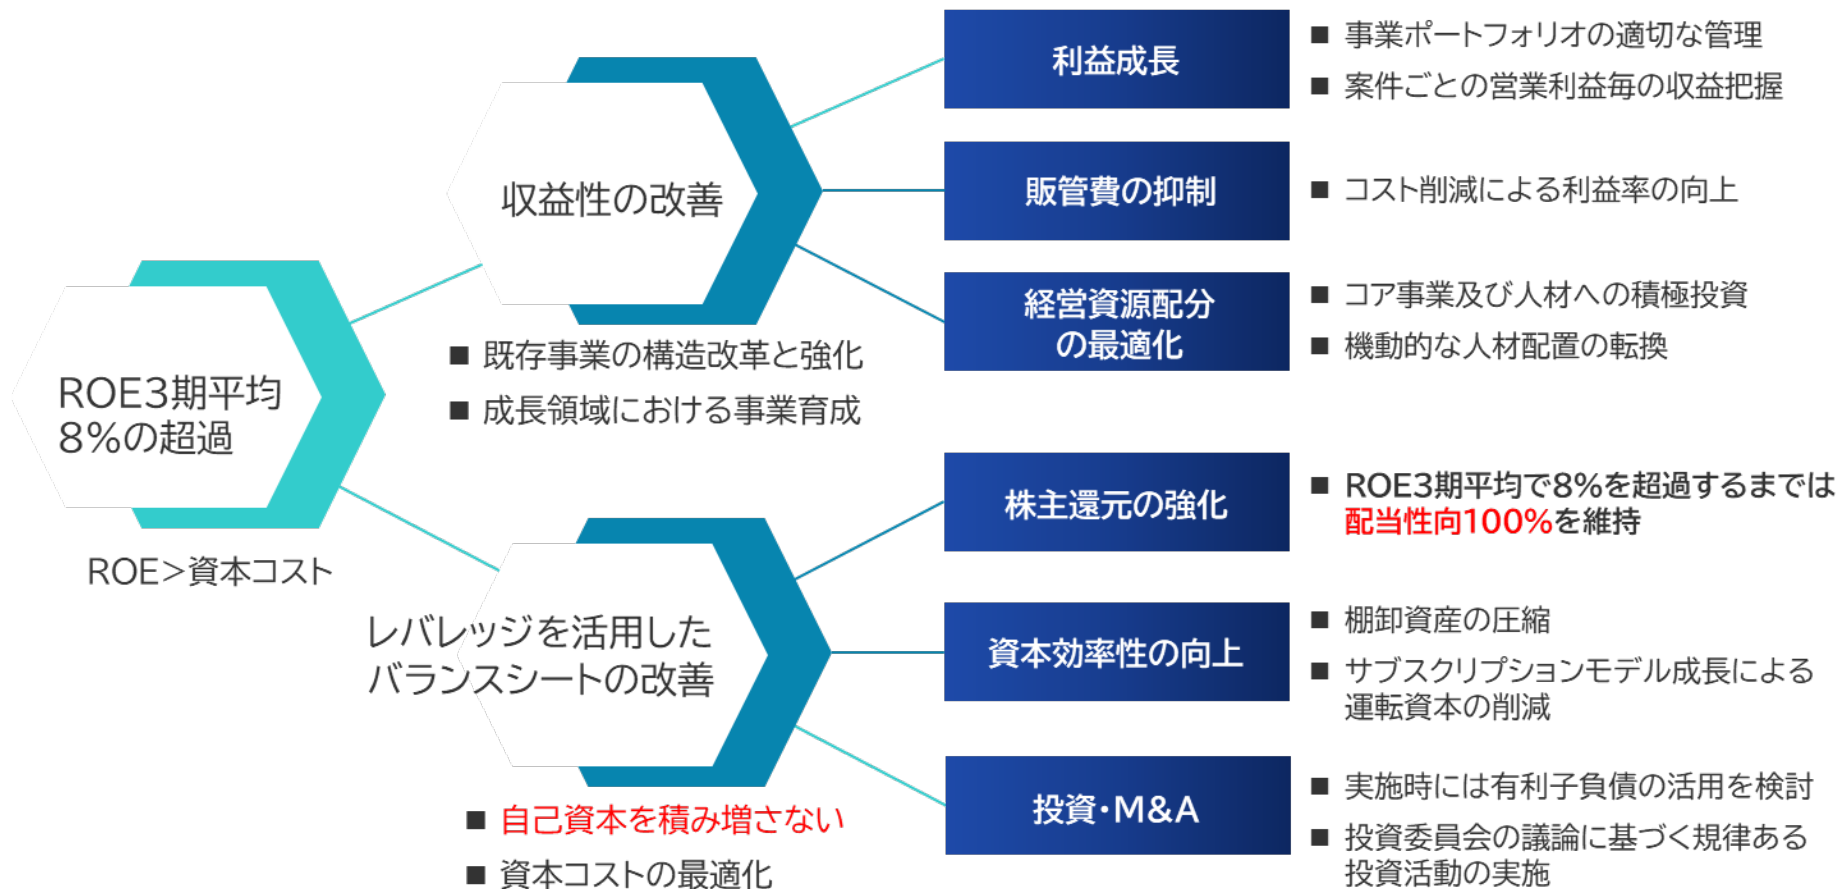 ROE3期平均
8%の超過
ROE>資本コスト
収益性の改善
■ 既存事業の構造改革と強化
■ 成長領域における事業育成
利益成長
■ 事業ポートフォリオの適切な管理
■ 案件ごとの営業利益毎の収益把握
販管費の抑制
■ コスト削減による利益率の向上
経営資源配分
の最適化
■ コア事業及び人材への積極投資
■ 機動的な人材配置の転換
レバレッジを活用した
バランスシートの改善
■ 自己資本を積み増さない
■ 資本コストの最適化
株主還元の強化
■ ROE3期平均で8%を超過するまでは
配当性向100%を維持
資本効率性の向上
■ 棚卸資産の圧縮
■ サブスクリプションモデル成長による
運転資本の削減
投資・M&A
■ 実施時には有利子負債の活用を検討
■ 投資委員会の議論に基づく規律ある
投資活動の実施